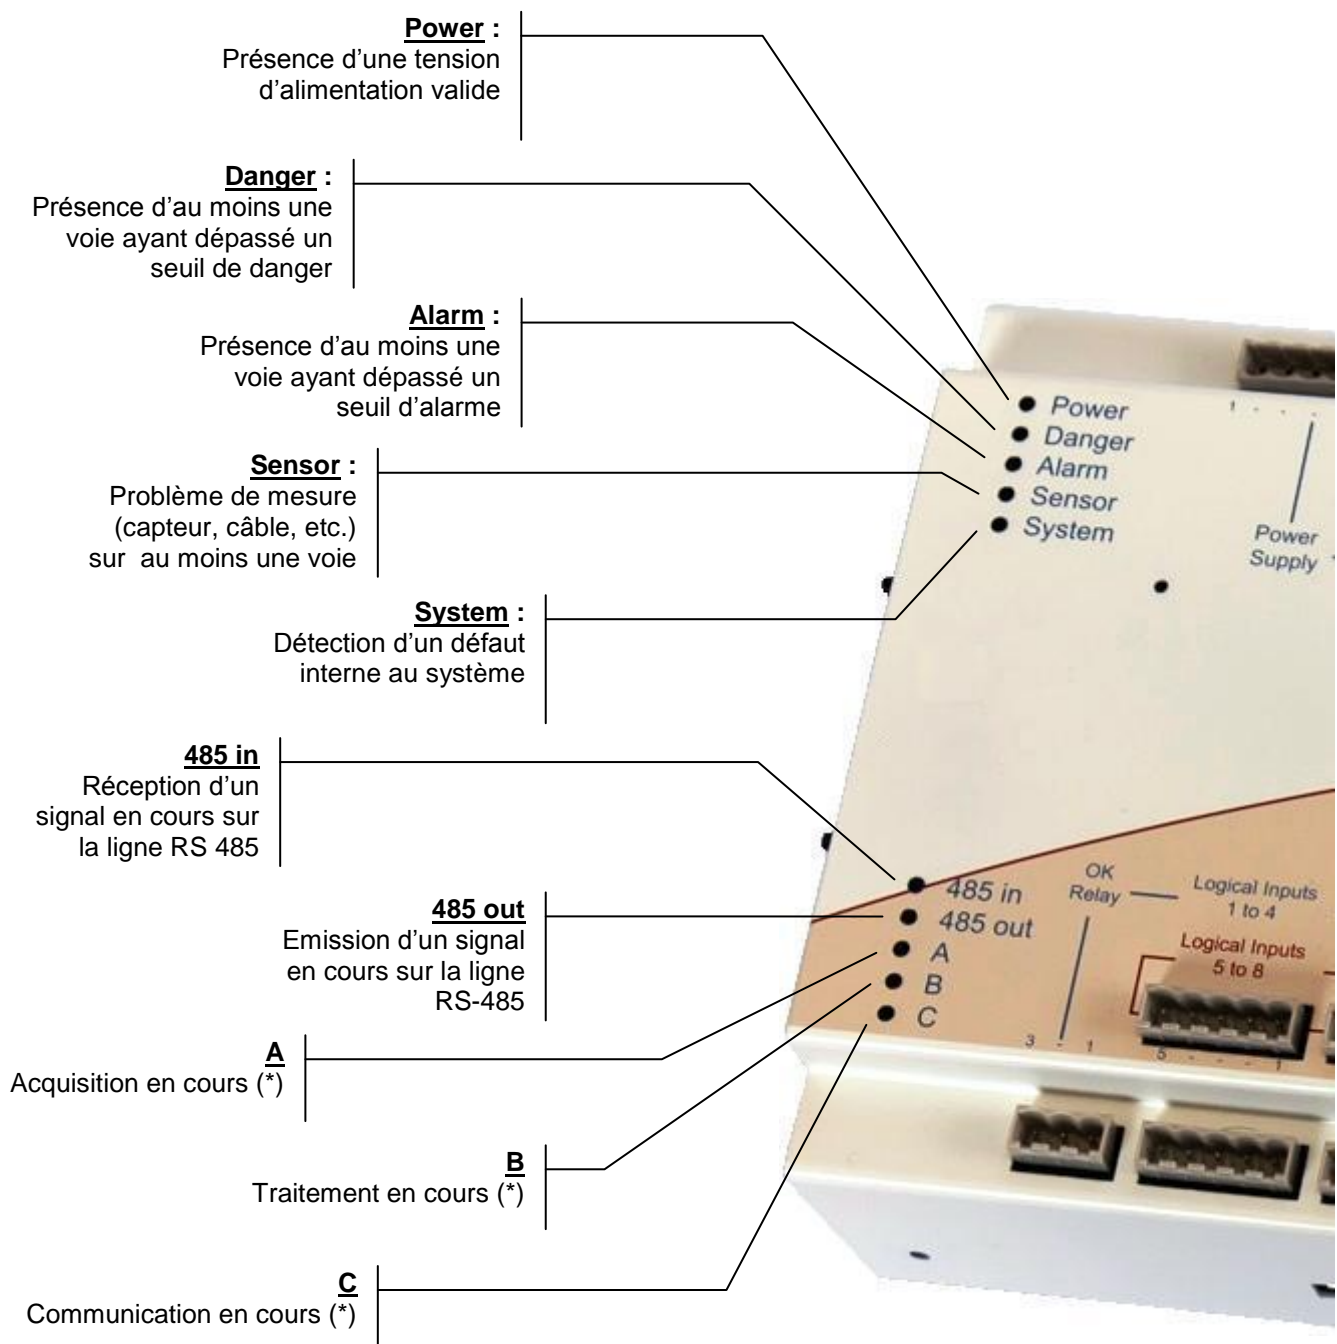 Power :
Présence d’une tension
d’alimentation valide
Danger :
Présence d’au moins une
voie ayant dépassé un
seuil de danger
Alarm :
Présence d’au moins une
voie ayant dépassé un
seuil d’alarme
Sensor :
Problème de mesure
(capteur, câble, etc.)
sur au moins une voie
System :
Détection d’un défaut
interne au système
485 in
Réception d’un
signal en cours sur
la ligne RS 485
485 out
Emission d’un signal
en cours sur la ligne
RS-485
A
Acquisition en cours (*)
B
Traitement en cours (*)
C
Communication en cours (*)
Power
Danger
Alarm
Sensor
System
1 - -
Power
Supply
485 in
485 out
A
B
C
OK
Relay
Logical Inputs
1 to 4
Logical Inputs
5 to 8
3 - 1
5 - - - 1